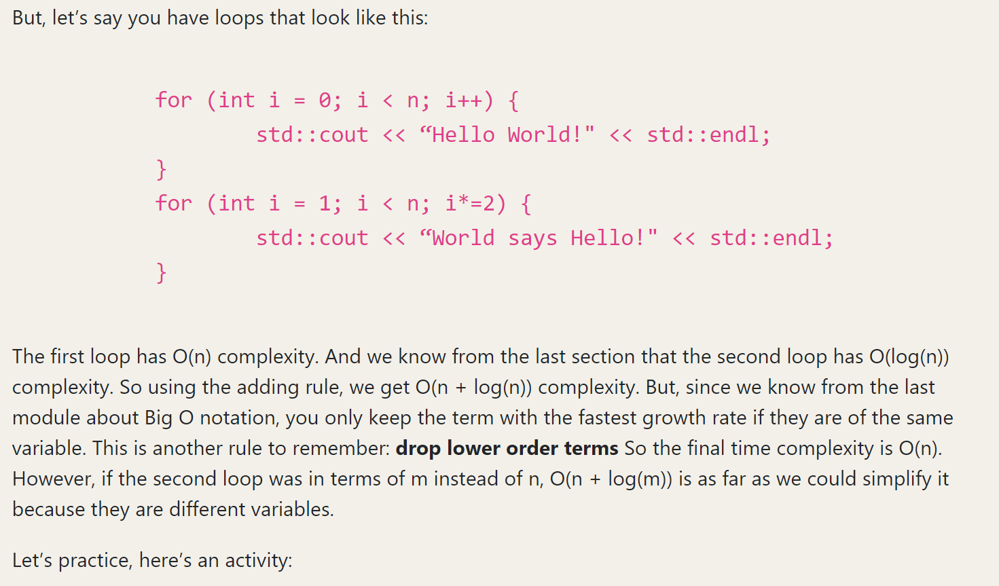 But, let’s say you have loops that look like this:
for (int i = 0; i < n; i++) {
std::cout << “Hello World!" << std::endl;
}
for (int i = 1; i < n; i*=2) {
std::cout << “World says Hello!" << std::endl;
}
The first loop has O(n) complexity. And we know from the last section that the second loop has O(log(n))
complexity. So using the adding rule, we get O(n + log(n)) complexity. But, since we know from the last
module about Big O notation, you only keep the term with the fastest growth rate if they are of the same
variable. This is another rule to remember: drop lower order terms So the final time complexity is O(n).
However, if the second loop was in terms of m instead of n, O(n + log(m)) is as far as we could simplify it
because they are different variables.
Let’s practice, here’s an activity: